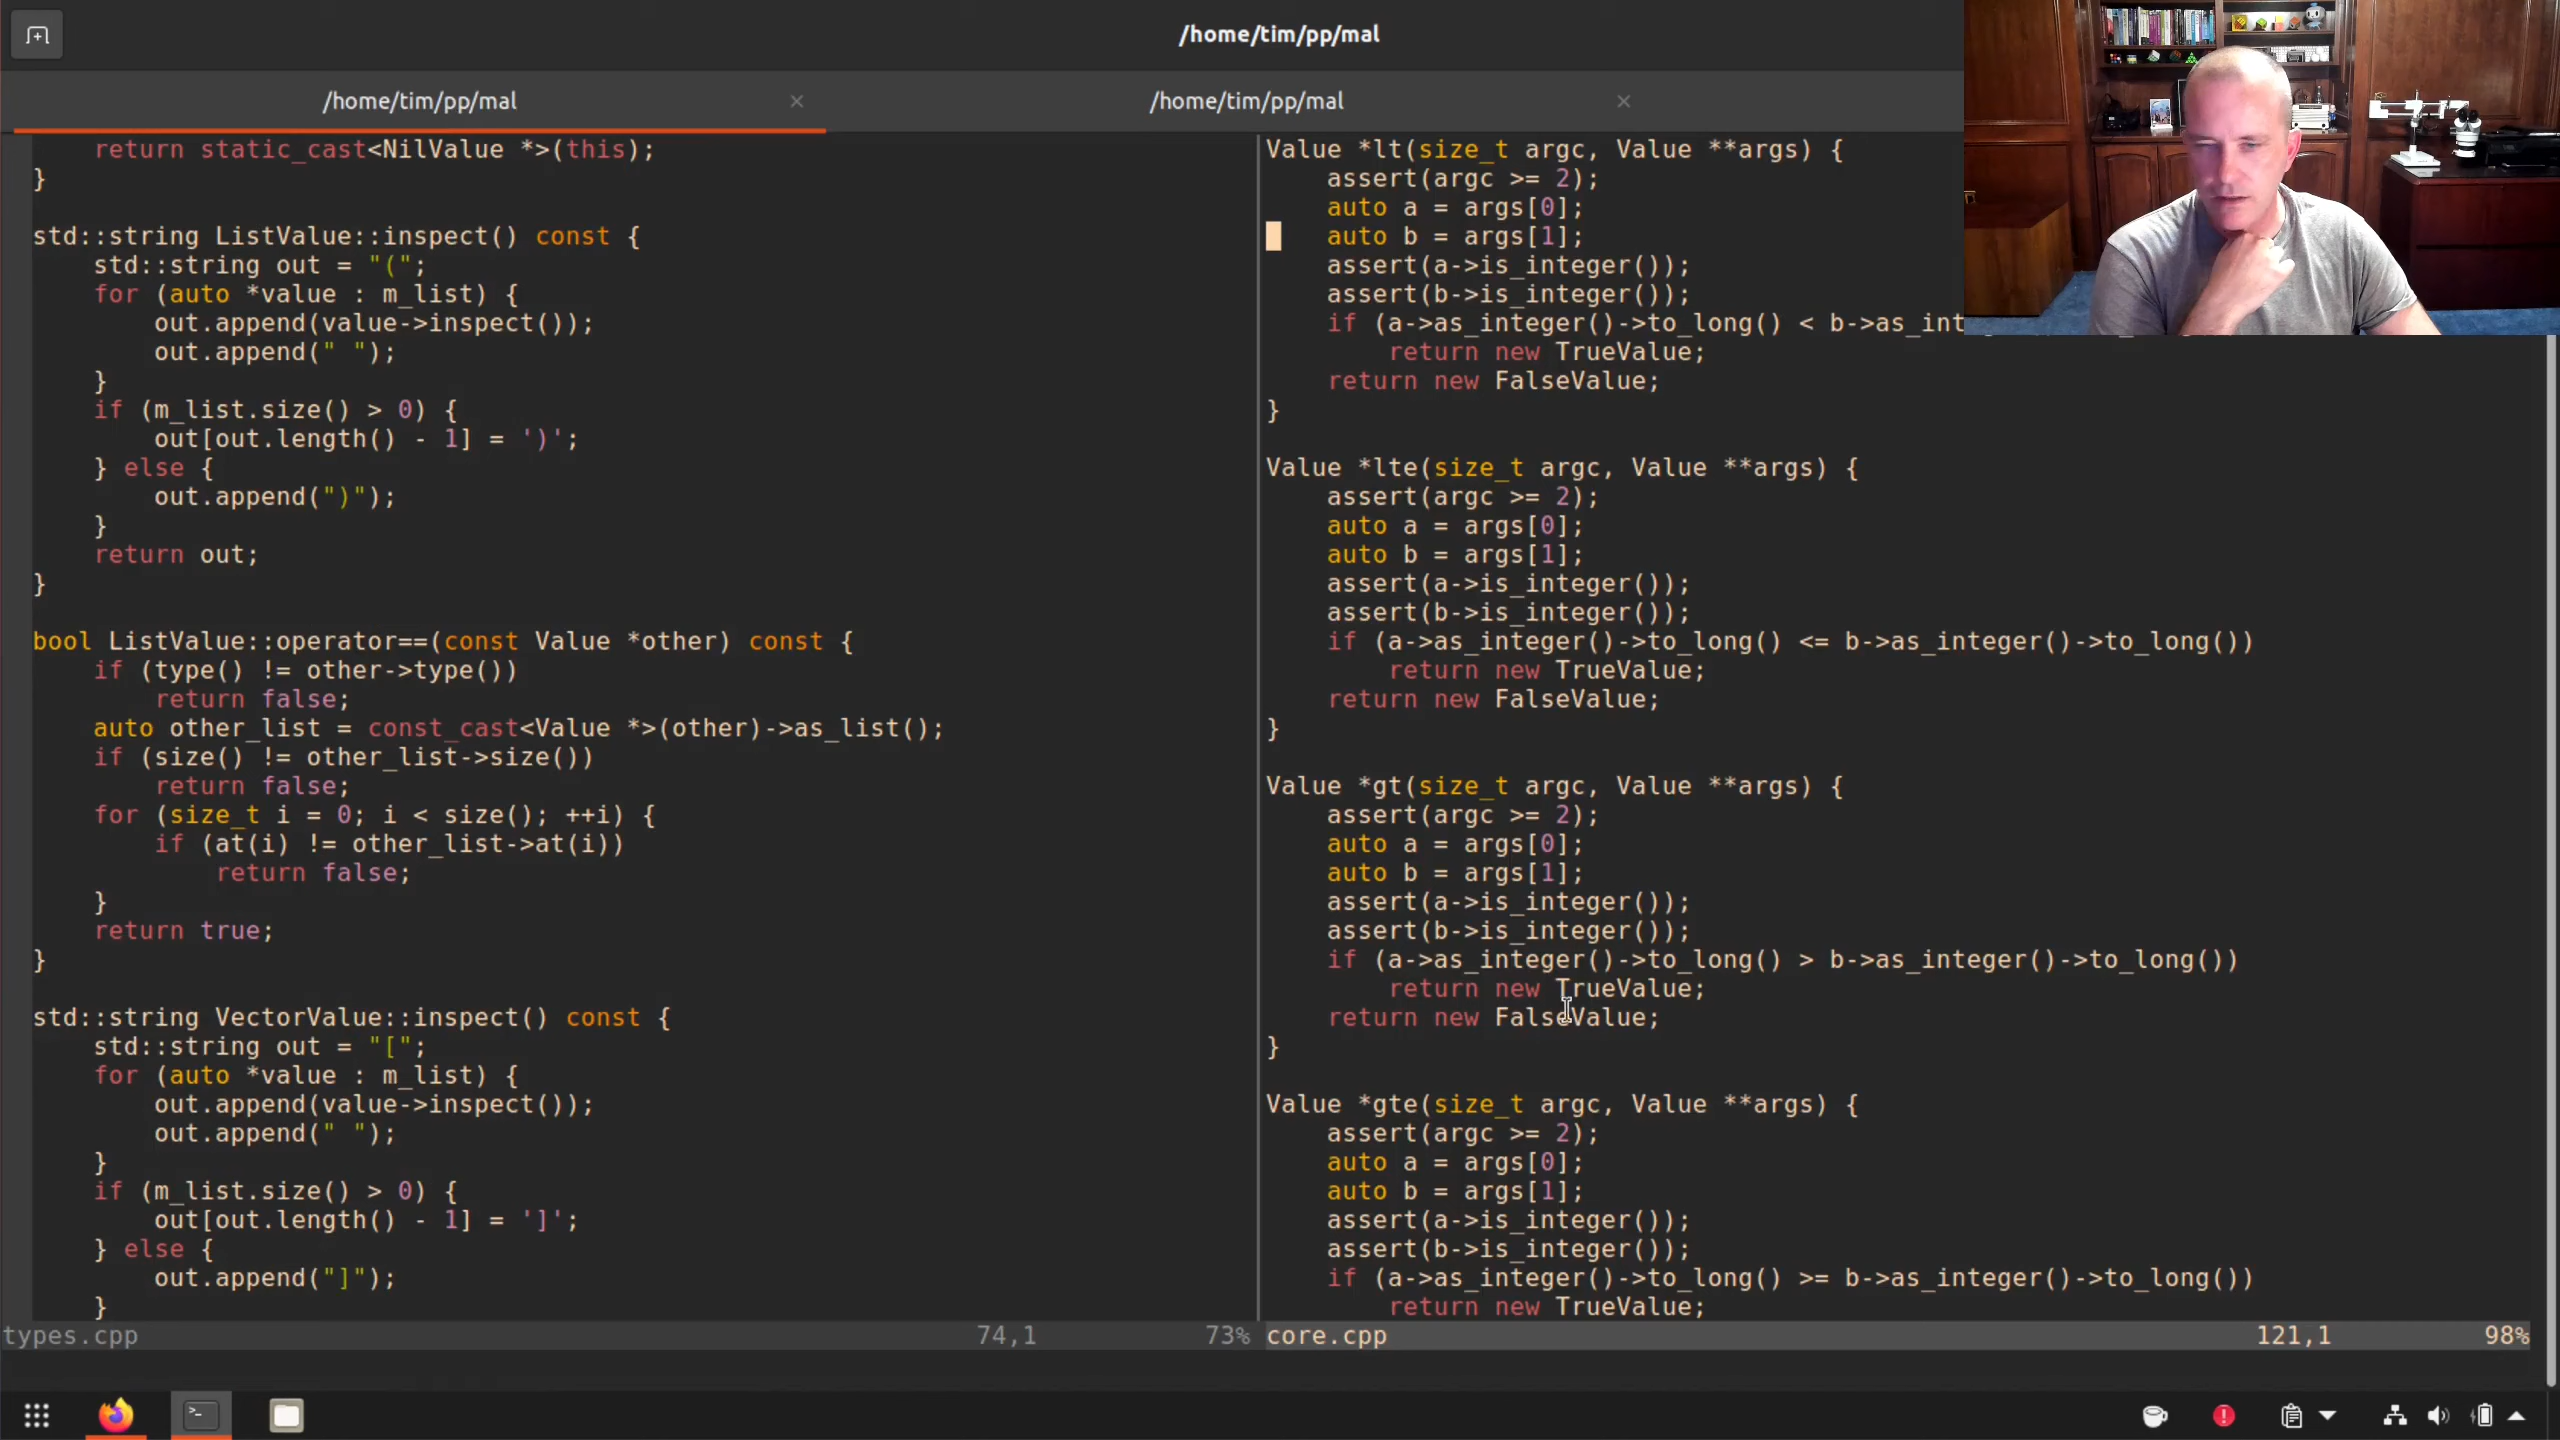 /home/tim/pp/mal
/home/tim/pp/mal ×
/home/tim/pp/mal ×
    return static_cast<NilValue *>(this);
}

std::string ListValue::inspect() const {
    std::string out = "(";
    for (auto *value : m_list) {
        out.append(value->inspect());
        out.append(" ");
    }
    if (m_list.size() > 0) {
        out[out.length() - 1] = ')';
    } else {
        out.append(")");
    }
    return out;
}

bool ListValue::operator==(const Value *other) const {
    if (type() != other->type())
        return false;
    auto other_list = const_cast<Value *>(other)->as_list();
    if (size() != other_list->size())
        return false;
    for (size_t i = 0; i < size(); ++i) {
        if (at(i) != other_list->at(i))
            return false;
    }
    return true;
}

std::string VectorValue::inspect() const {
    std::string out = "[";
    for (auto *value : m_list) {
        out.append(value->inspect());
        out.append(" ");
    }
    if (m_list.size() > 0) {
        out[out.length() - 1] = ']';
    } else {
        out.append("]");
    }
types.cpp 74,1 73%
Value *lt(size_t argc, Value **args) {
    assert(argc >= 2);
    auto a = args[0];
    auto b = args[1];
    assert(a->is_integer());
    assert(b->is_integer());
    if (a->as_integer()->to_long() < b->as_int
        return new TrueValue;
    return new FalseValue;
}

Value *lte(size_t argc, Value **args) {
    assert(argc >= 2);
    auto a = args[0];
    auto b = args[1];
    assert(a->is_integer());
    assert(b->is_integer());
    if (a->as_integer()->to_long() <= b->as_integer()->to_long())
        return new TrueValue;
    return new FalseValue;
}

Value *gt(size_t argc, Value **args) {
    assert(argc >= 2);
    auto a = args[0];
    auto b = args[1];
    assert(a->is_integer());
    assert(b->is_integer());
    if (a->as_integer()->to_long() > b->as_integer()->to_long())
        return new TrueValue;
    return new FalseValue;
}

Value *gte(size_t argc, Value **args) {
    assert(argc >= 2);
    auto a = args[0];
    auto b = args[1];
    assert(a->is_integer());
    assert(b->is_integer());
    if (a->as_integer()->to_long() >= b->as_integer()->to_long())
        return new TrueValue;
core.cpp 121,1 98%